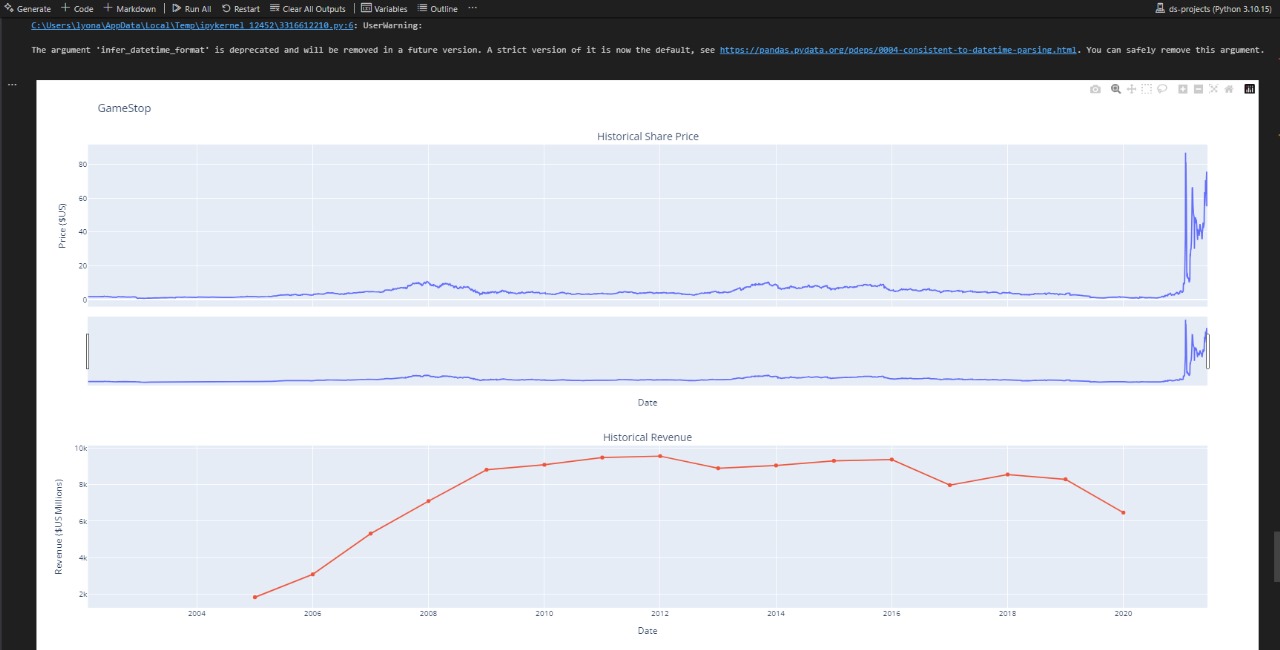 Generate + Code + Markdown Run All Restart Clear All Outputs Variables Outline ... ds-projects (Python 3.10.15)
C:\Users\lyona\AppData\Local\Temp\ipykernel_12452\3316612210.py:6: UserWarning:
The argument 'infer_datetime_format' is deprecated and will be removed in a future version. A strict version of it is now the default, see https://pandas.pydata.org/pdeps/0004-consistent-to-datetime-parsing.html. You can safely remove this argument.
...
GameStop
Historical Share Price
Price ($US)
80
60
40
20
0
Date
Historical Revenue
Revenue ($US Millions)
10k
8k
6k
4k
2k
2004 2006 2008 2010 2012 2014 2016 2018 2020
Date